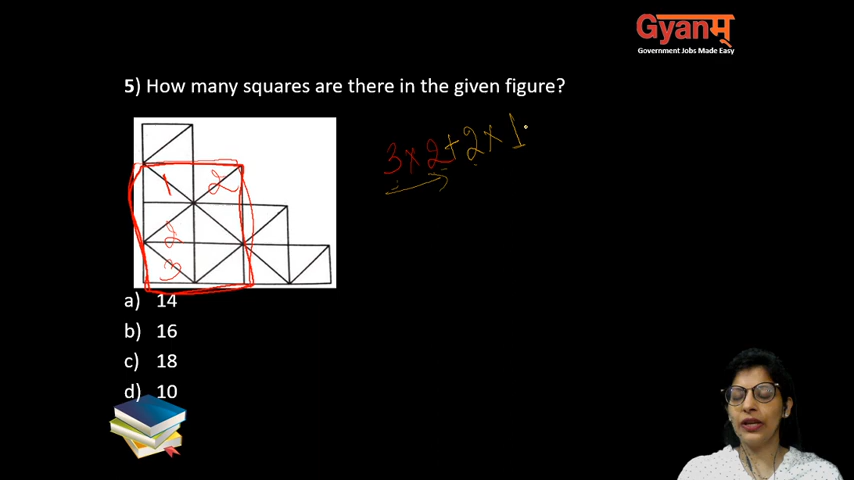 Gyanम्
Government Jobs Made Easy
5) How many squares are there in the given figure?
3 × 2 + 2 × 1
1 2
2
3
a) 14
b) 16
c) 18
d) 10